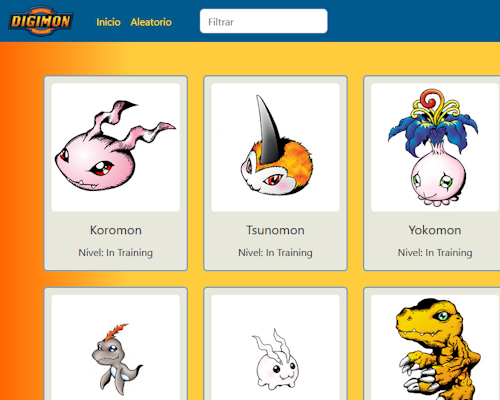 DIGIMON
Inicio Aleatorio Filtrar
Koromon Tsunomon Yokomon
Nivel: In Training Nivel: In Training Nivel: In Training